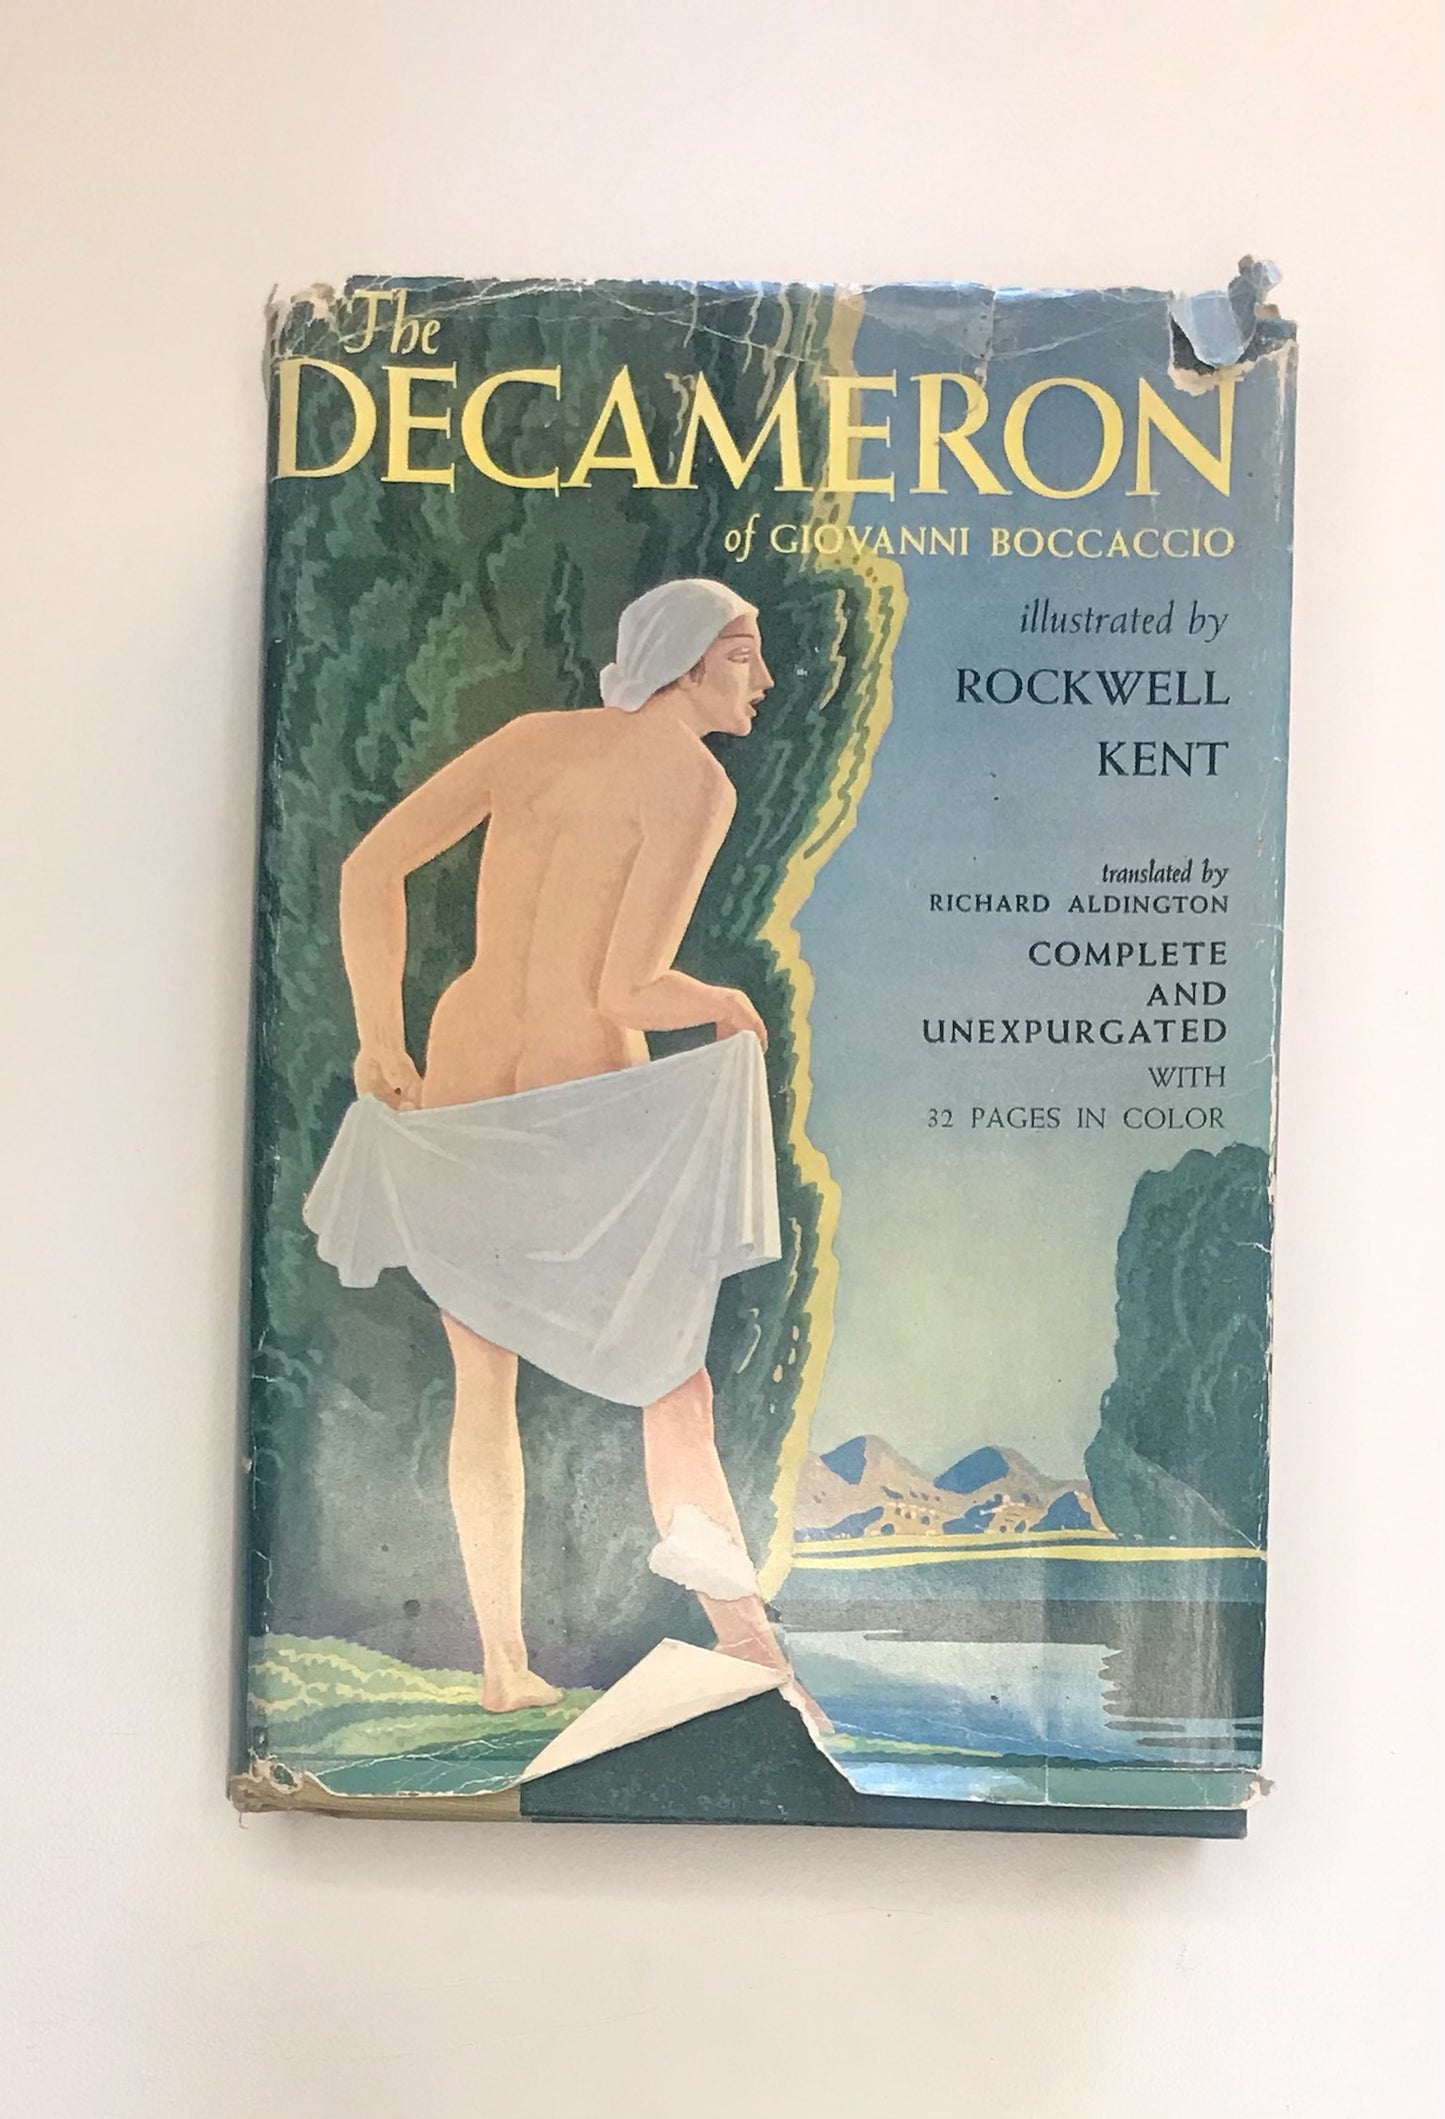 The
DECAMERON
of GIOVANNI BOCCACCIO
illustrated by
ROCKWELL
KENT
translated by
RICHARD ALDINGTON
COMPLETE
AND
UNEXPURGATED
WITH
32 PAGES IN COLOR